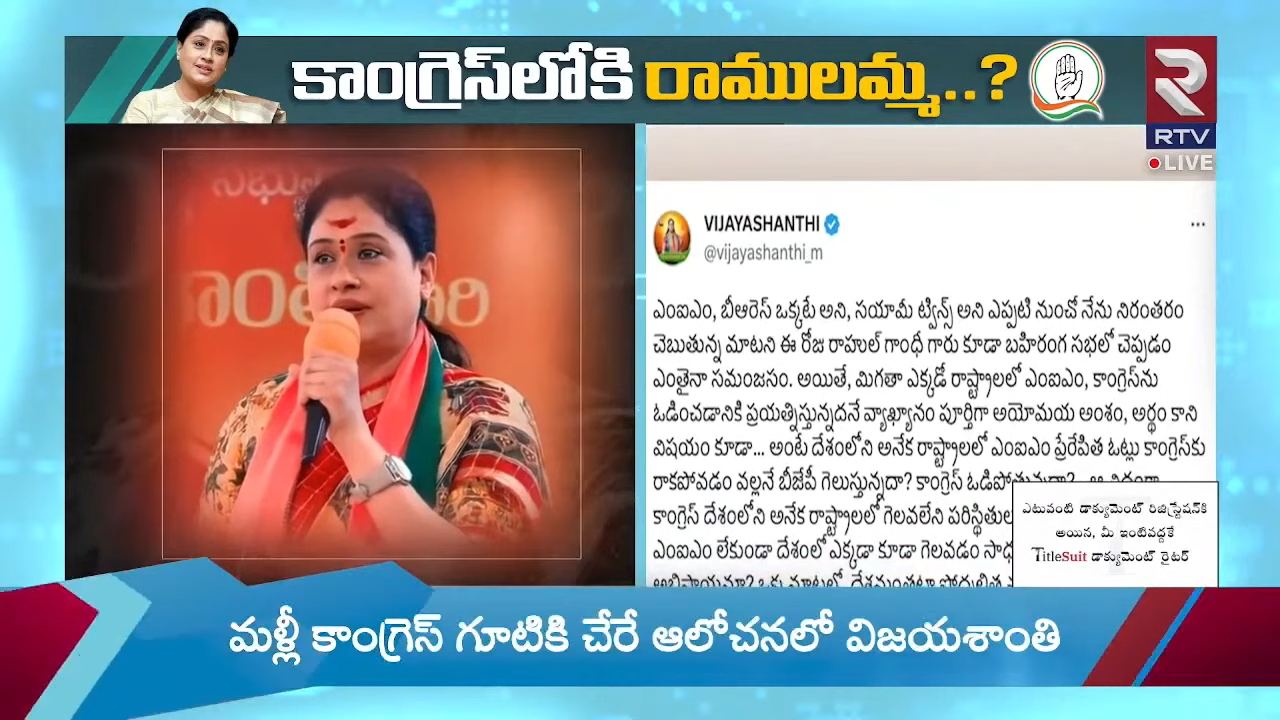 కాంగ్రెస్‌లోకి రాములమ్మ..?
RTV
LIVE
VIJAYASHANTHI
@vijayashanthi_m
ఎంఐఎం, బీఆరెస్ ఒక్కటే అని, సయామీ ట్విన్స్ అని ఎప్పటి నుంచో నేను నిరంతరం
చెబుతున్న మాటని ఈ రోజు రాహుల్ గాంధీ గారు కూడా బహిరంగ సభలో చెప్పడం
ఎంతైనా సమంజసం. అయితే, మిగతా ఎక్కడో రాష్ట్రాలలో ఎంఐఎం, కాంగ్రెస్‌ను
ఓడించడానికి ప్రయత్నిస్తున్నదనే వ్యాఖ్యానం పూర్తిగా అయోమయ అంశం, అర్థం కాని
విషయం కూడా... అంటే దేశంలోని అనేక రాష్ట్రాలలో ఎంఐఎం ప్రేరేపిత ఓట్లు కాంగ్రెస్‌కు
రాకపోవడం వల్లనే బీజేపీ గెలుస్తున్నదా? కాంగ్రెస్
కాంగ్రెస్ దేశంలోని అనేక రాష్ట్రాలలో గెలవలేని
ఎంఐఎం లేకుండా దేశంలో ఎక్కడా కూడా గెలవడం
ఎటువంటి డాక్యుమెంట్ రిజిస్ట్రేషన్‌కి
అయిన, మీ ఇంటివద్దకే
TitleSuit డాక్యుమెంట్ రైటర్
మళ్లీ కాంగ్రెస్ గూటికి చేరే ఆలోచనలో విజయశాంతి